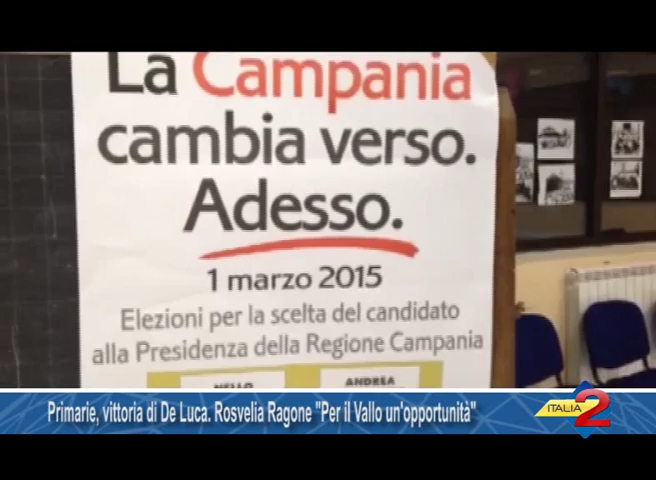 La Campania
cambia verso.
Adesso.
1 marzo 2015
Elezioni per la scelta del candidato
alla Presidenza della Regione Campania
NELLO
ANDREA
Primarie, vittoria di De Luca. Rosvelia Ragone "Per il Vallo un'opportunità"
ITALIA 2